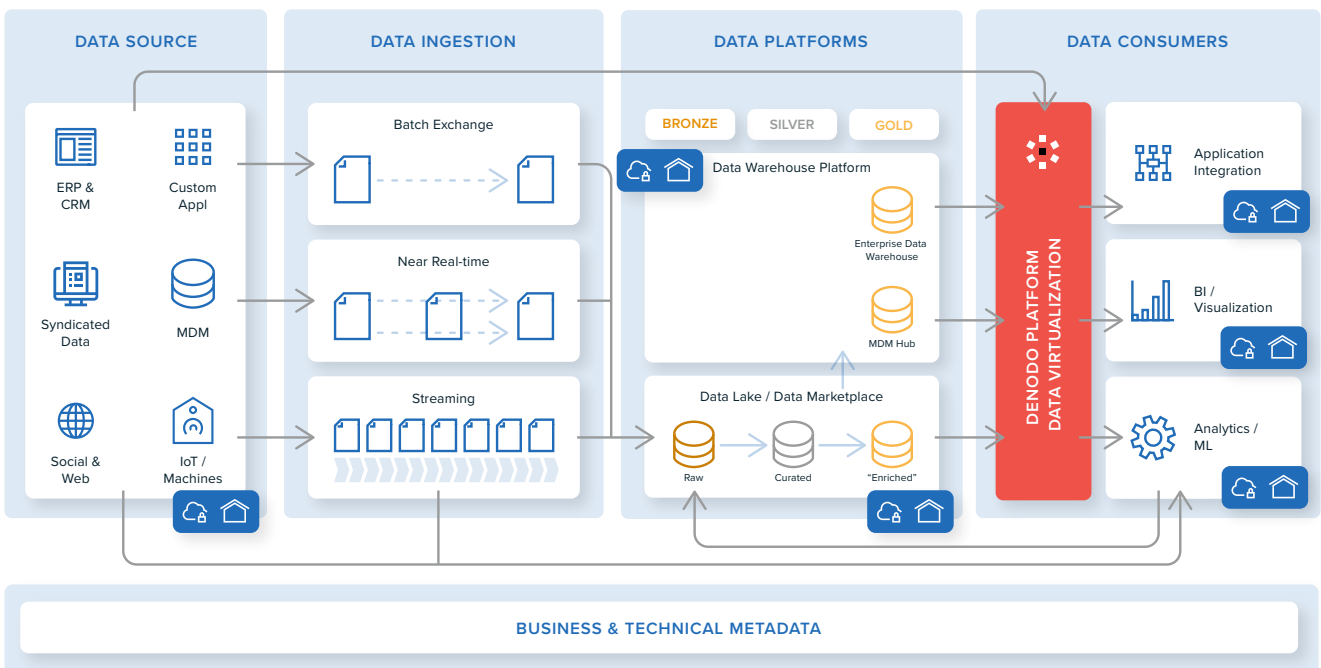 DATA SOURCE
DATA INGESTION
DATA PLATFORMS
DATA CONSUMERS
ERP &
CRM
Custom
Appl
Syndicated
Data
MDM
Social &
Web
IoT /
Machines
Batch Exchange
Near Real-time
Streaming
BRONZE
SILVER
GOLD
Data Warehouse Platform
Enterprise Data
Warehouse
MDM Hub
Data Lake / Data Marketplace
Raw
Curated
“Enriched”
DENODO PLATFORM
DATA VIRTUALIZATION
Application
Integration
BI /
Visualization
Analytics /
ML
BUSINESS & TECHNICAL METADATA